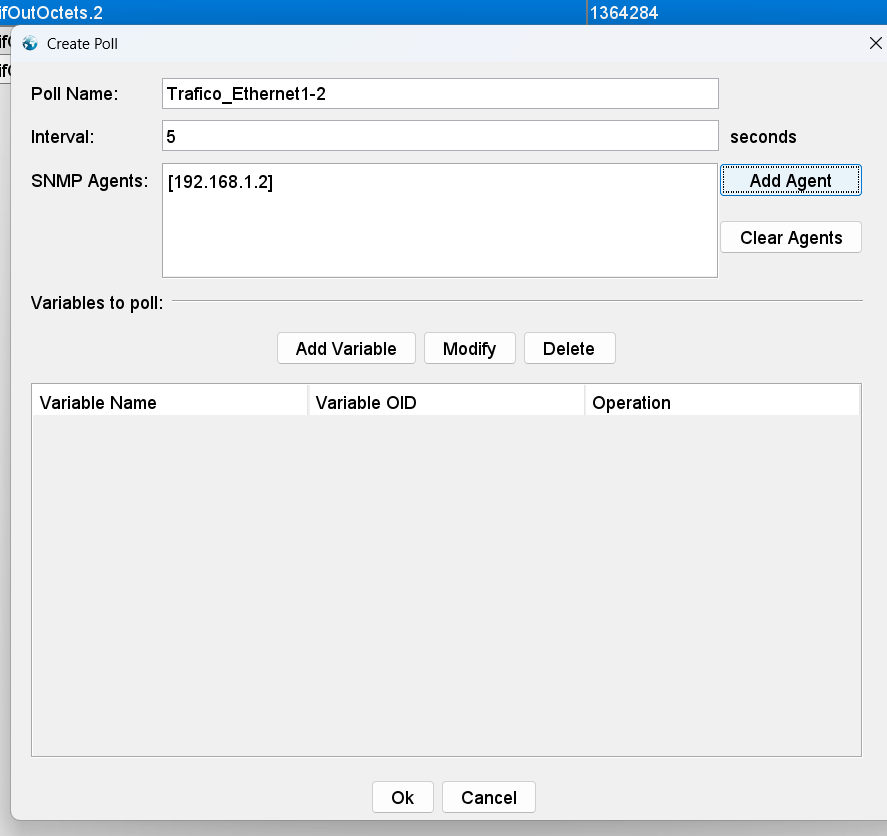 ifOutOctets.2 1364284
Create Poll
Poll Name: Trafico_Ethernet1-2
Interval: 5 seconds
SNMP Agents: [192.168.1.2] Add Agent
Clear Agents
Variables to poll:
Add Variable Modify Delete
Variable Name Variable OID Operation
Ok Cancel